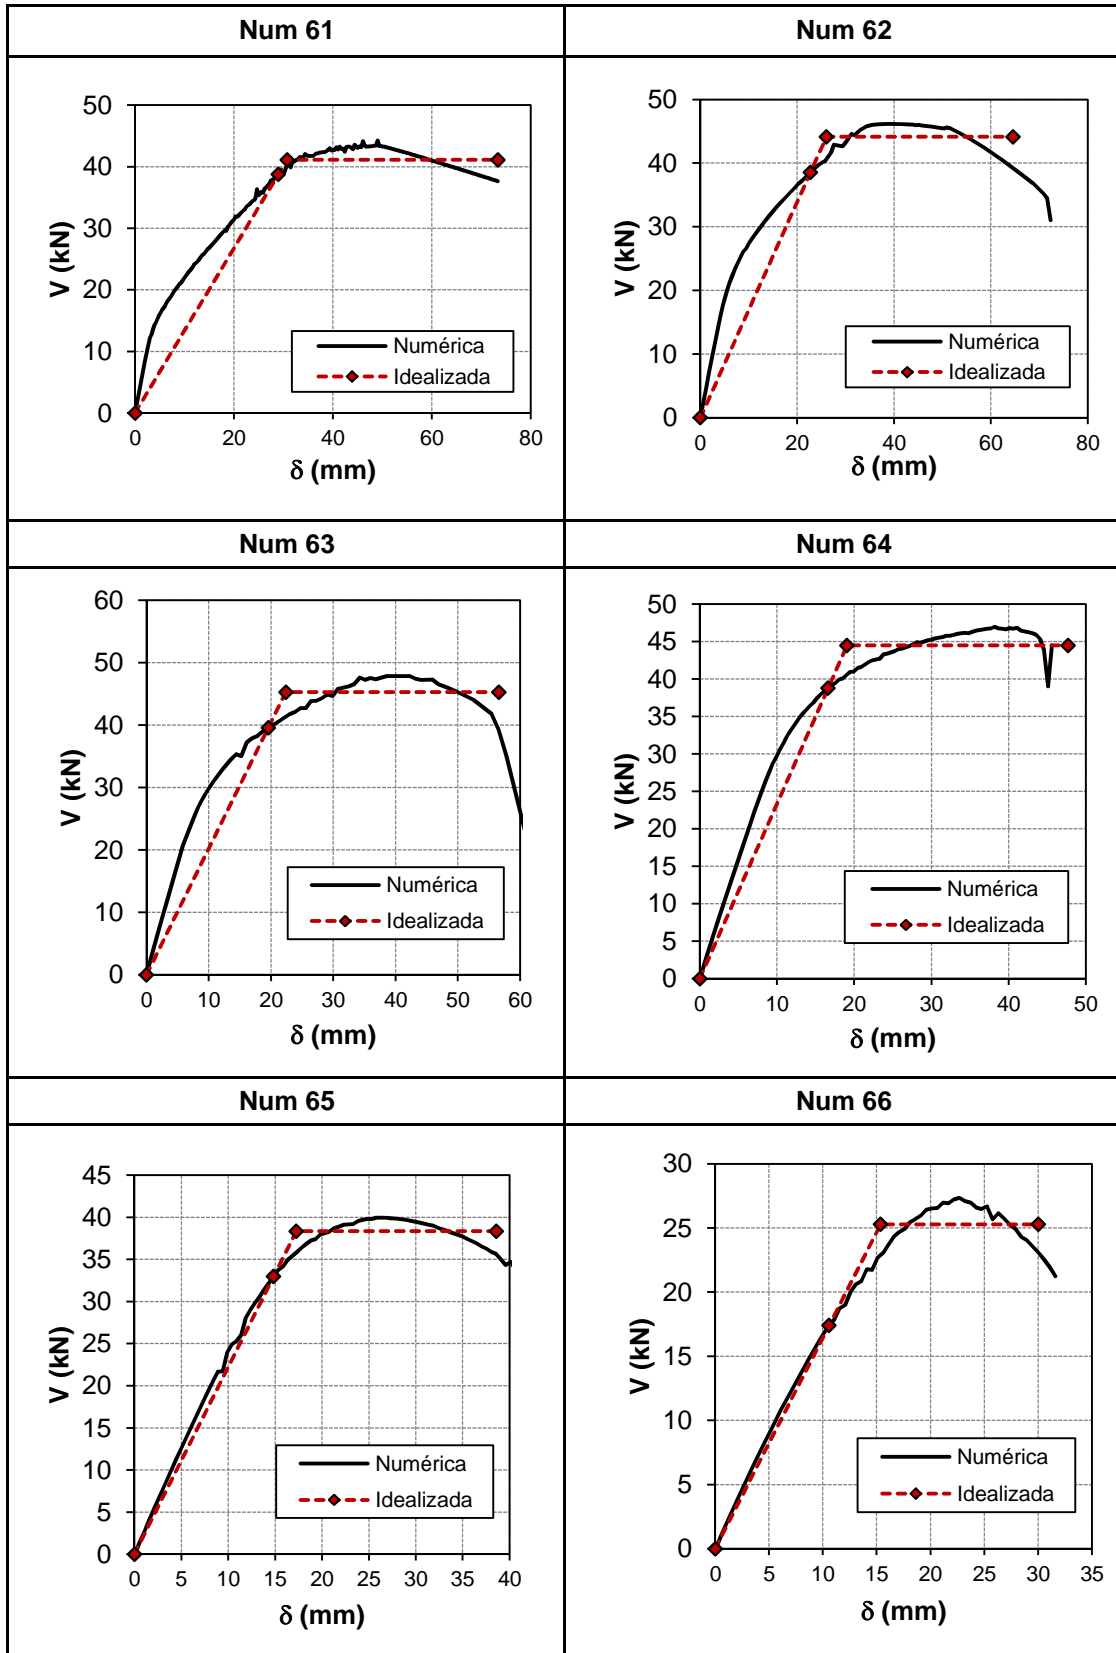 Num 61
Num 62
50
40
30
20
10
0
V (kN)
Numérica
Idealizada
0 20 40 60 80
δ (mm)
50
40
30
20
10
0
V (kN)
Numérica
Idealizada
0 20 40 60 80
δ (mm)
Num 63
Num 64
60
50
40
30
20
10
0
V (kN)
Numérica
Idealizada
0 10 20 30 40 50 60
δ (mm)
50
45
40
35
30
25
20
15
10
5
0
V (kN)
Numérica
Idealizada
0 10 20 30 40 50
δ (mm)
Num 65
Num 66
45
40
35
30
25
20
15
10
5
0
V (kN)
Numérica
Idealizada
0 5 10 15 20 25 30 35 40
δ (mm)
30
25
20
15
10
5
0
V (kN)
Numérica
Idealizada
0 5 10 15 20 25 30 35
δ (mm)